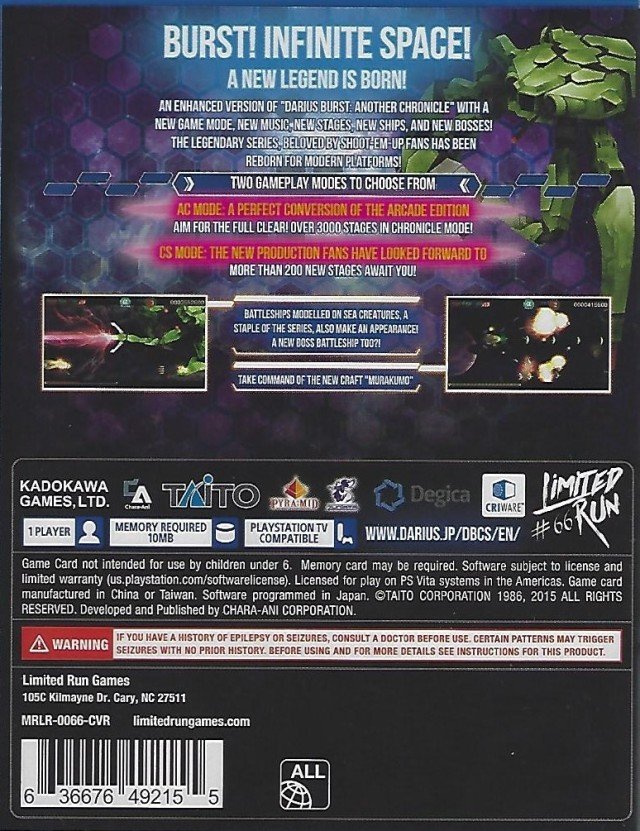 BURST! INFINITE SPACE!
A NEW LEGEND IS BORN!
AN ENHANCED VERSION OF "DARIUS BURST: ANOTHER CHRONICLE" WITH A
NEW GAME MODE, NEW MUSIC, NEW STAGES, NEW SHIPS, AND NEW BOSSES!
THE LEGENDARY SERIES, BELOVED BY SHOOT-EM-UP FANS HAS BEEN
REBORN FOR MODERN PLATFORMS!
TWO GAMEPLAY MODES TO CHOOSE FROM
AC MODE: A PERFECT CONVERSION OF THE ARCADE EDITION
AIM FOR THE FULL CLEAR! OVER 3000 STAGES IN CHRONICLE MODE!
CS MODE: THE NEW PRODUCTION FANS HAVE LOOKED FORWARD TO
MORE THAN 200 NEW STAGES AWAIT YOU!
BATTLESHIPS MODELLED ON SEA CREATURES, A
STAPLE OF THE SERIES, ALSO MAKE AN APPEARANCE!
A NEW BOSS BATTLESHIP TOO?!
TAKE COMMAND OF THE NEW CRAFT "MURAKUMO"
KADOKAWA GAMES, LTD.
CA Chara-Ani
TAITO
PYRAMID
Degica
CRIWARE
LIMITED RUN #66
1 PLAYER
MEMORY REQUIRED 10MB
PLAYSTATION TV COMPATIBLE
WWW.DARIUS.JP/DBCS/EN/
Game Card not intended for use by children under 6. Memory card may be required. Software subject to license and
limited warranty (us.playstation.com/softwarelicense). Licensed for play on PS Vita systems in the Americas. Game card
manufactured in China or Taiwan. Software programmed in Japan. ©TAITO CORPORATION 1986, 2015 ALL RIGHTS
RESERVED. Developed and Published by CHARA-ANI CORPORATION.
WARNING
IF YOU HAVE A HISTORY OF EPILEPSY OR SEIZURES, CONSULT A DOCTOR BEFORE USE. CERTAIN PATTERNS MAY TRIGGER
SEIZURES WITH NO PRIOR HISTORY. BEFORE USING AND FOR MORE DETAILS SEE INSTRUCTIONS FOR THIS PRODUCT.
Limited Run Games
105C Kilmayne Dr. Cary, NC 27511
MRLR-0066-CVR limitedrungames.com
6 36676 49215 5
ALL